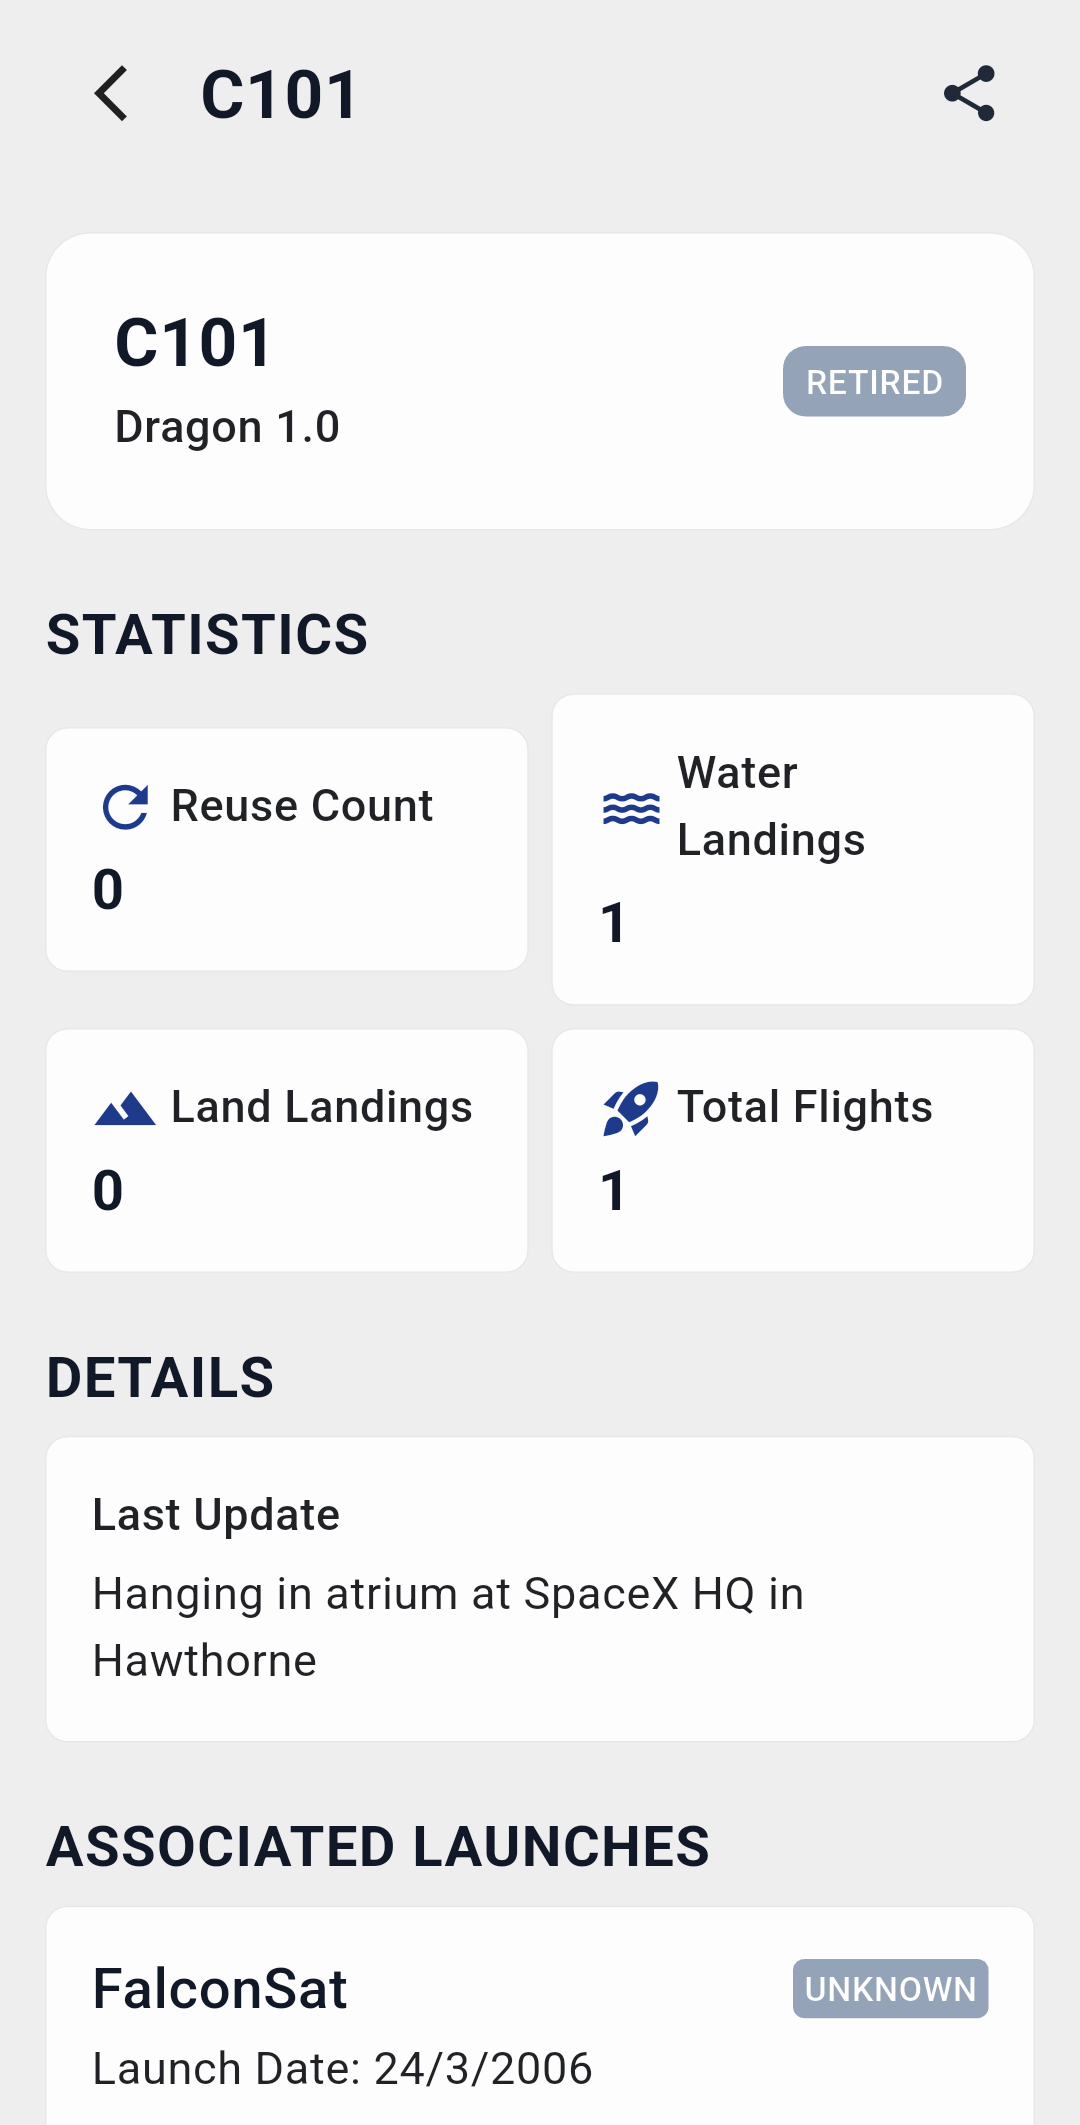 C101
C101
Dragon 1.0
RETIRED
STATISTICS
Reuse Count
0
Water
Landings
1
Land Landings
0
Total Flights
1
DETAILS
Last Update
Hanging in atrium at SpaceX HQ in
Hawthorne
ASSOCIATED LAUNCHES
FalconSat
UNKNOWN
Launch Date: 24/3/2006